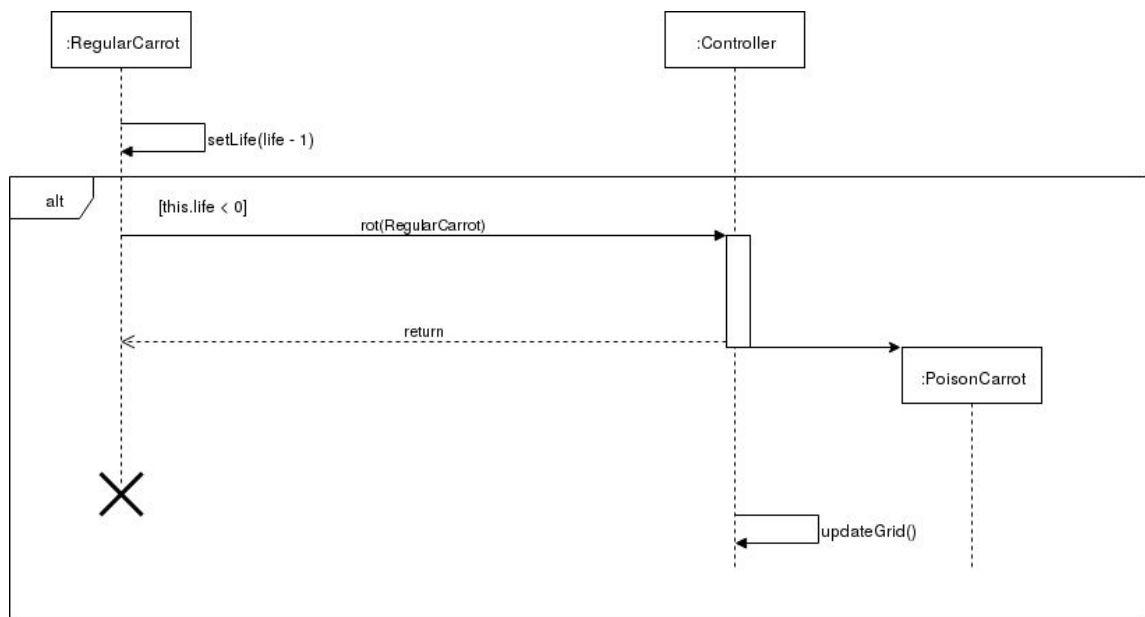 :RegularCarrot
:Controller
setLife(life - 1)
alt
[this.life < 0]
rot(RegularCarrot)
return
:PoisonCarrot
updateGrid()